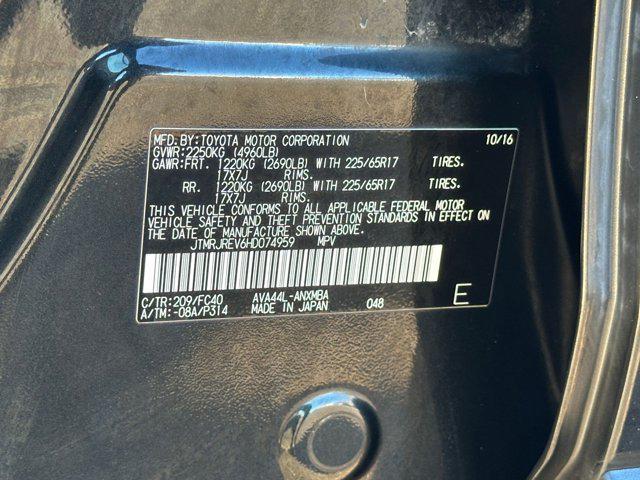 MFD.BY:TOYOTA MOTOR CORPORATION 10/16
GVWR:2250KG (4960LB)
GAWR:FRT. 1220KG (2690LB) WITH 225/65R17 TIRES.
17X7J RIMS.
RR. 1220KG (2690LB) WITH 225/65R17 TIRES.
17X7J RIMS.
THIS VEHICLE CONFORMS TO ALL APPLICABLE FEDERAL MOTOR
VEHICLE SAFETY AND THEFT PREVENTION STANDARDS IN EFFECT ON
THE DATE OF MANUFACTURE SHOWN ABOVE.
JTMRJREV6HD074959 MPV
C/TR:209/FC40 AVA44L-ANXMBA 048 E
A/TM:-08A/P314 MADE IN JAPAN